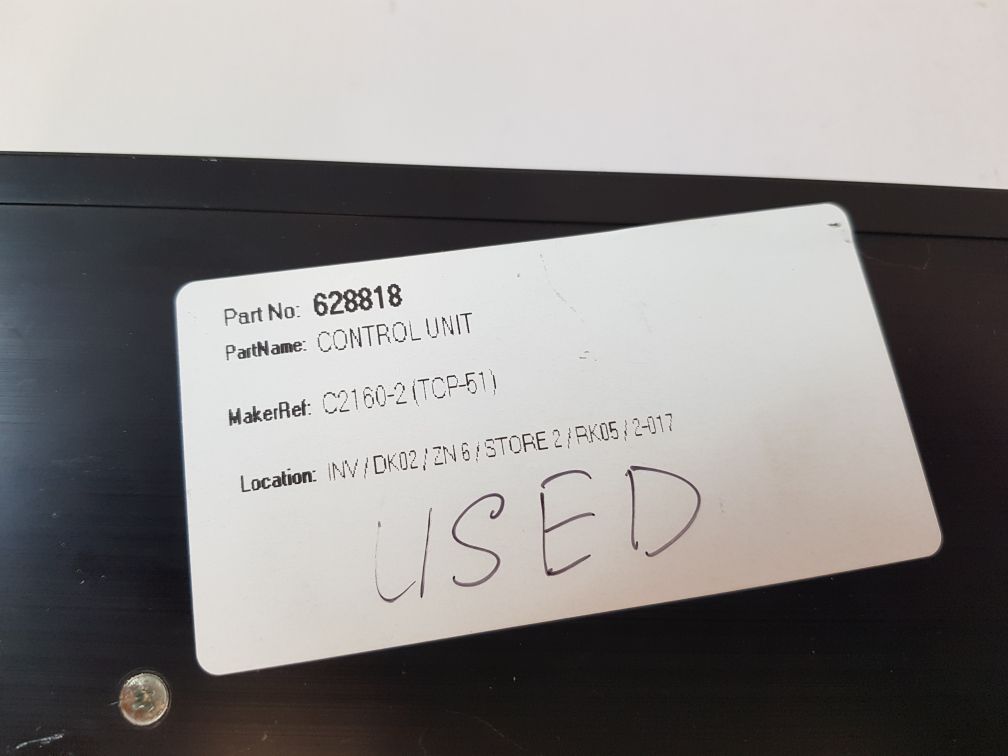 Part No: 628818
PartName: CONTROL UNIT
MakerRef: C2160-2 (TCP-51)
Location: INV / DK02 / ZN 6 / STORE 2 / RK05 / 2-017
USED